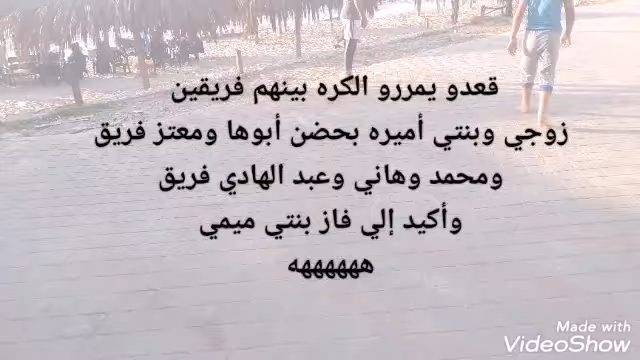 قعدو يمررو الكره بينهم فريقين
زوجي وبنتي أميره بحضن أبوها ومعتز فريق
ومحمد وهاني وعبد الهادي فريق
وأكيد إلي فاز بنتي ميمي
هههههههه
Made with
VideoShow